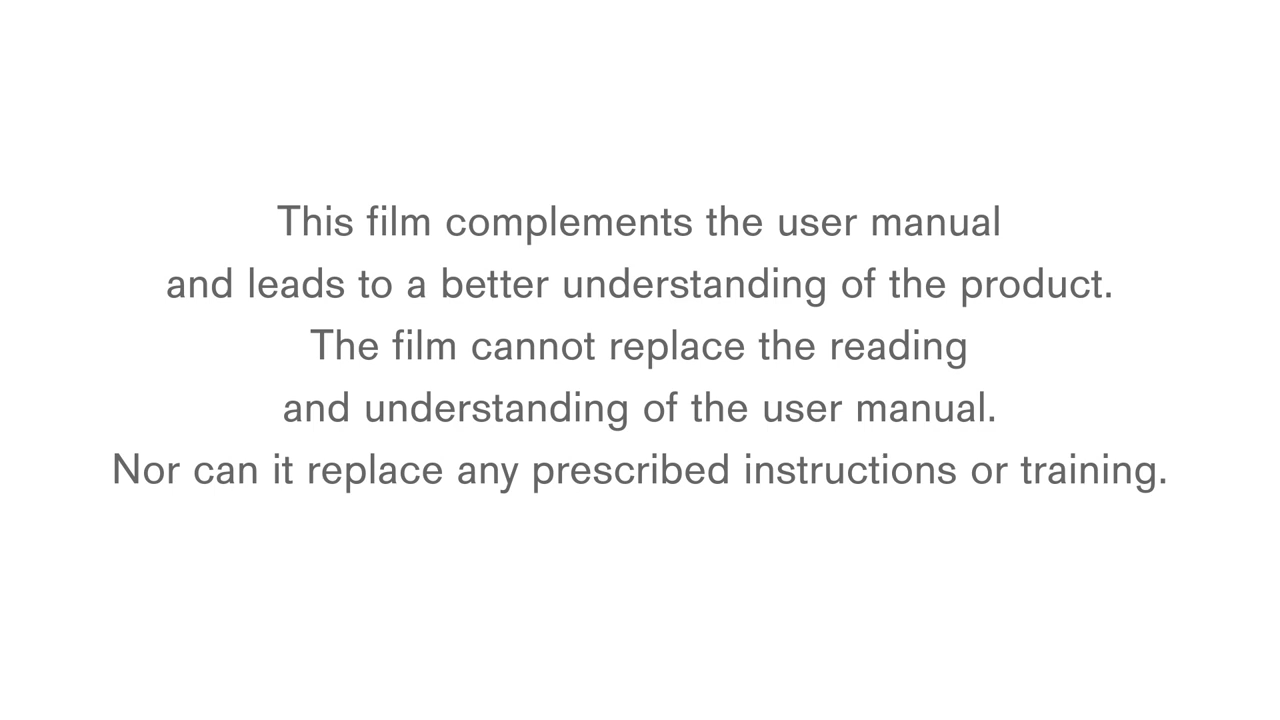 This film complements the user manual
and leads to a better understanding of the product.
The film cannot replace the reading
and understanding of the user manual.
Nor can it replace any prescribed instructions or training.